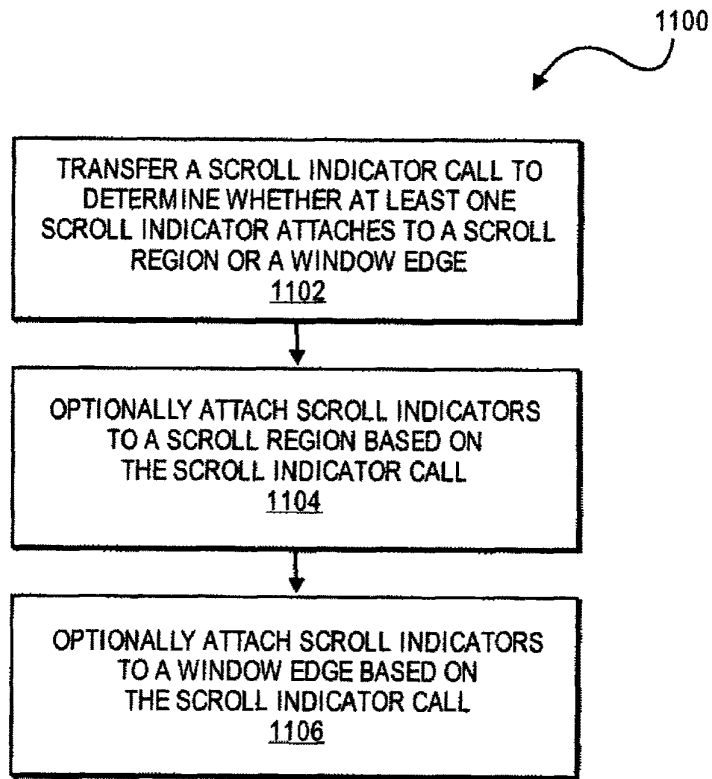 1100
TRANSFER A SCROLL INDICATOR CALL TO
DETERMINE WHETHER AT LEAST ONE
SCROLL INDICATOR ATTACHES TO A SCROLL
REGION OR A WINDOW EDGE
1102
OPTIONALLY ATTACH SCROLL INDICATORS
TO A SCROLL REGION BASED ON
THE SCROLL INDICATOR CALL
1104
OPTIONALLY ATTACH SCROLL INDICATORS
TO A WINDOW EDGE BASED ON
THE SCROLL INDICATOR CALL
1106